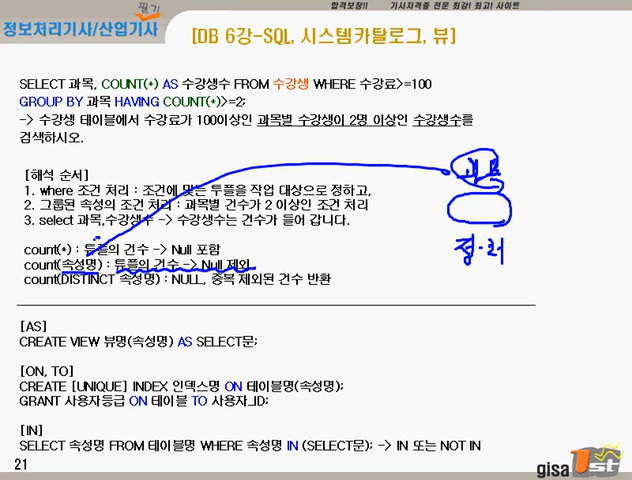 필기
합격보장!! 기사자격증 전문 최강! 최고! 사이트
정보처리기사/산업기사
[DB 6강-SQL, 시스템카탈로그, 뷰]
SELECT 과목, COUNT(*) AS 수강생수 FROM 수강생 WHERE 수강료>=100
GROUP BY 과목 HAVING COUNT(*)>=2;
-> 수강생 테이블에서 수강료가 100이상인 과목별 수강생이 2명 이상인 수강생수를
검색하시오.
[해석 순서]
1. where 조건 처리 : 조건에 맞는 투플을 작업 대상으로 정하고,
2. 그룹된 속성의 조건 처리 : 과목별 건수가 2 이상인 조건 처리
3. select 과목,수강생수 -> 수강생수는 건수가 들어 갑니다.
과목
정.처
count(*) : 튜플의 건수 -> Null 포함
count(속성명) : 튜플의 건수 -> Null 제외
count(DISTINCT 속성명) : NULL, 중복 제외된 건수 반환
[AS]
CREATE VIEW 뷰명(속성명) AS SELECT문;
[ON, TO]
CREATE [UNIQUE] INDEX 인덱스명 ON 테이블명(속성명);
GRANT 사용자등급 ON 테이블 TO 사용자_ID;
[IN]
SELECT 속성명 FROM 테이블명 WHERE 속성명 IN (SELECT문); -> IN 또는 NOT IN
21
gisa 1st